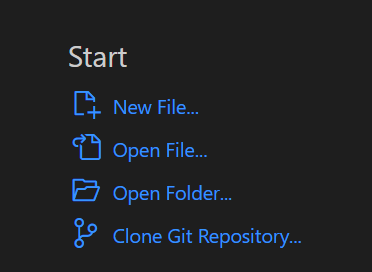 Start
New File...
Open File...
Open Folder...
Clone Git Repository...